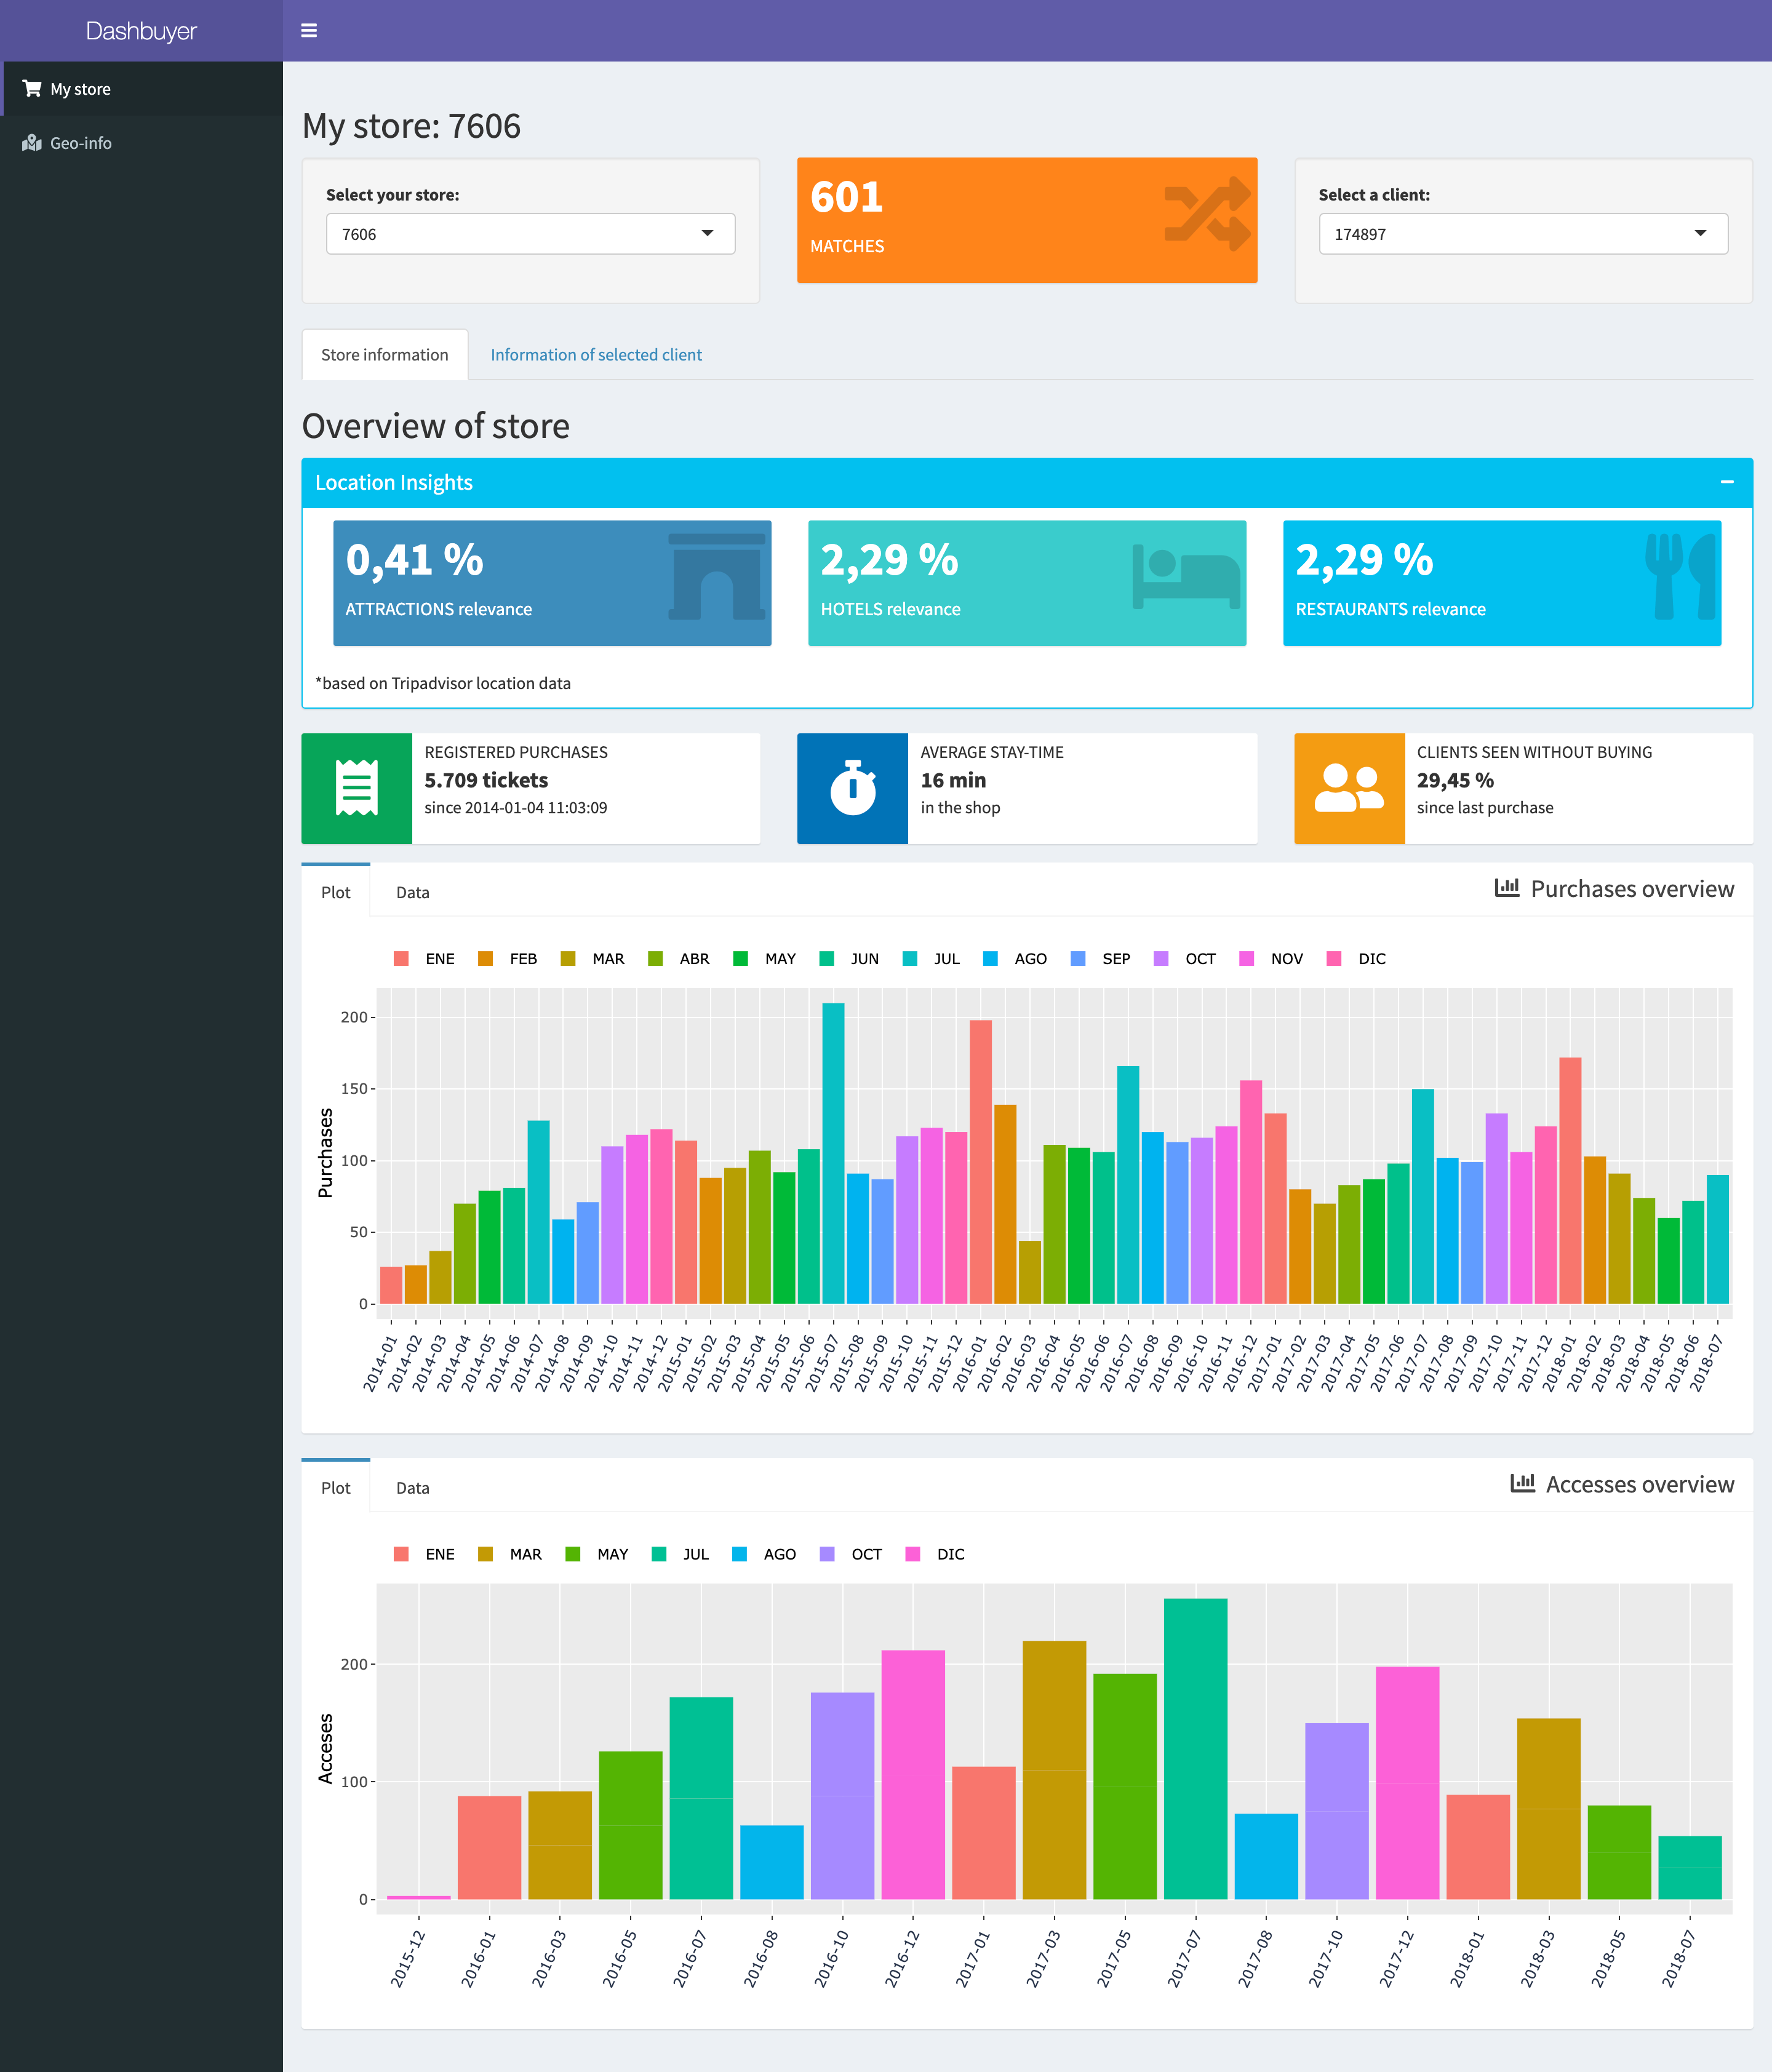 Dashbuyer
My store
Geo-info
My store: 7606
Select your store:
7606
601
MATCHES
Select a client:
174897
Store information
Information of selected client
Overview of store
Location Insights
0,41 %
ATTRACTIONS relevance
2,29 %
HOTELS relevance
2,29 %
RESTAURANTS relevance
*based on Tripadvisor location data
REGISTERED PURCHASES
5.709 tickets
since 2014-01-04 11:03:09
AVERAGE STAY-TIME
16 min
in the shop
CLIENTS SEEN WITHOUT BUYING
29,45 %
since last purchase
Plot
Data
Purchases overview
ENE FEB MAR ABR MAY JUN JUL AGO SEP OCT NOV DIC
Purchases
200
150
100
50
0
2014-01 2014-02 2014-03 2014-04 2014-05 2014-06 2014-07 2014-08 2014-09 2014-10 2014-11 2014-12 2015-01 2015-02 2015-03 2015-04 2015-05 2015-06 2015-07 2015-08 2015-09 2015-10 2015-11 2015-12 2016-01 2016-02 2016-03 2016-04 2016-05 2016-06 2016-07 2016-08 2016-09 2016-10 2016-11 2016-12 2017-01 2017-02 2017-03 2017-04 2017-05 2017-06 2017-07 2017-08 2017-09 2017-10 2017-11 2017-12 2018-01 2018-02 2018-03 2018-04 2018-05 2018-06 2018-07
Plot
Data
Accesses overview
ENE MAR MAY JUL AGO OCT DIC
Acceses
200
100
0
2015-12 2016-01 2016-03 2016-05 2016-07 2016-08 2016-10 2016-12 2017-01 2017-03 2017-05 2017-07 2017-08 2017-10 2017-12 2018-01 2018-03 2018-05 2018-07